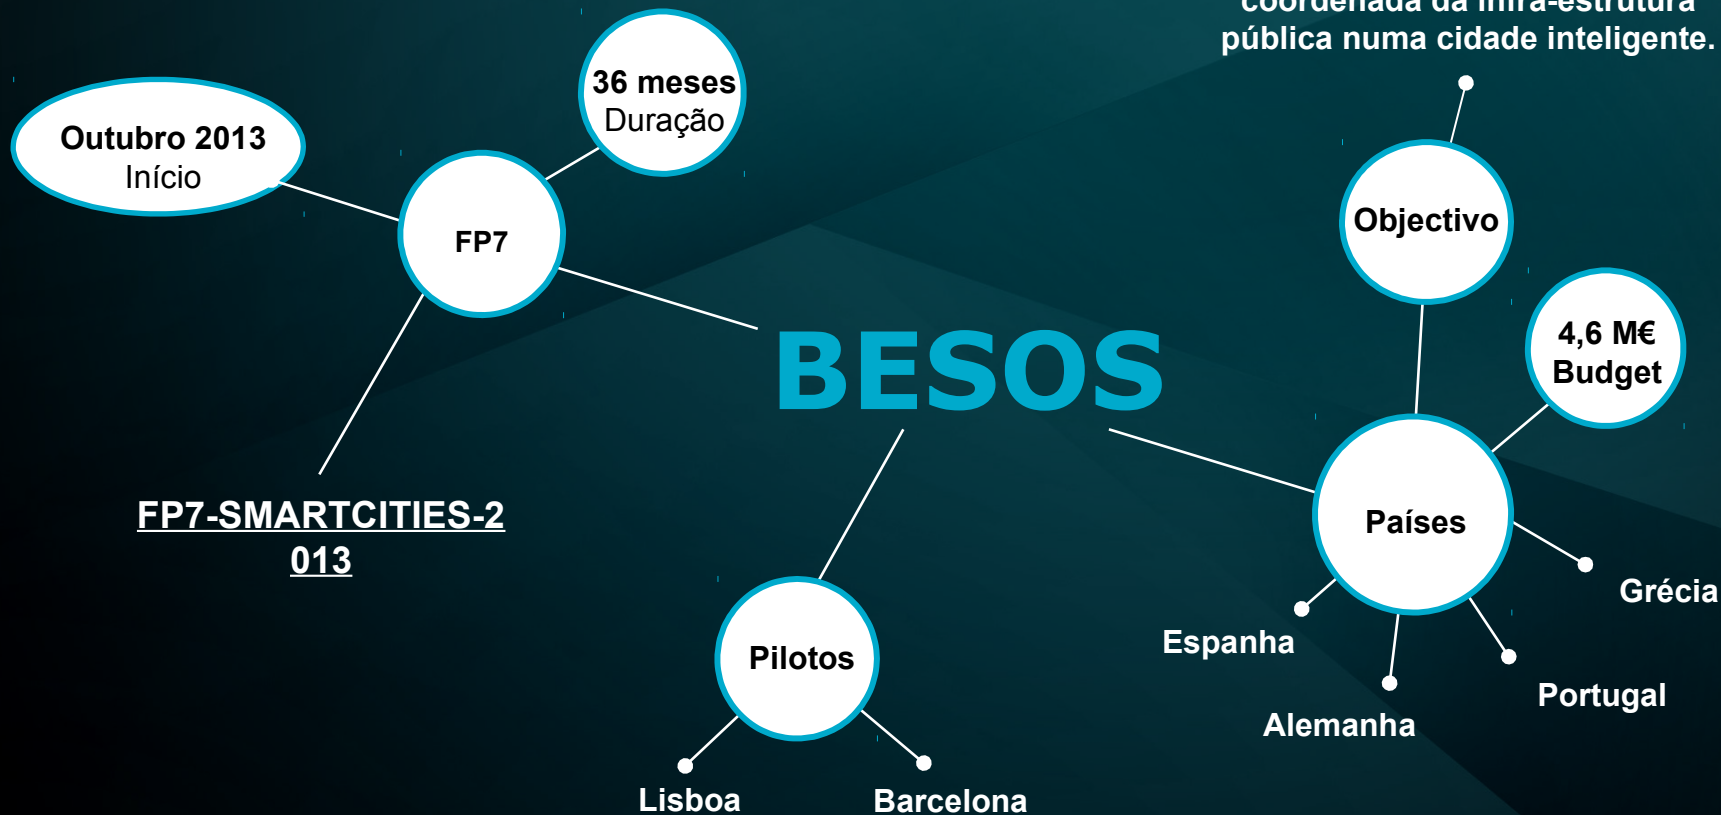 coordenada da infra-estrutura
pública numa cidade inteligente.
36 meses
Duração
Outubro 2013
Início
FP7
Objectivo
4,6 M€
Budget
BESOS
FP7-SMARTCITIES-2
013
Países
Grécia
Espanha
Portugal
Alemanha
Pilotos
Lisboa
Barcelona